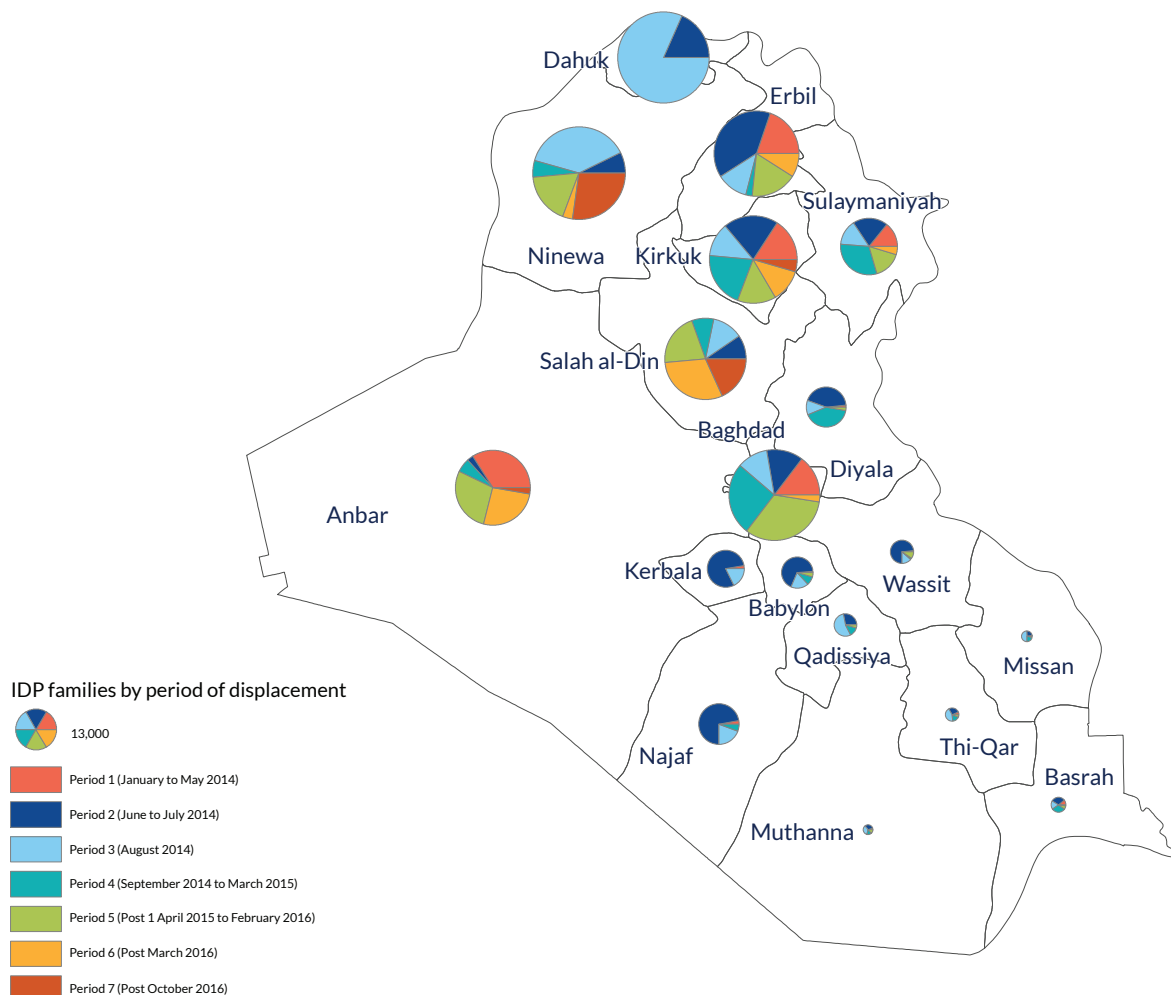 Dahuk
Erbil
Sulaymaniyah
Ninewa
Kirkuk
Salah al-Din
Baghdad
Diyala
Anbar
Kerbala
Wassit
Babylon
Qadissiya
Missan
Najaf
Thi-Qar
Basrah
Muthanna
IDP families by period of displacement
13,000
Period 1 (January to May 2014)
Period 2 (June to July 2014)
Period 3 (August 2014)
Period 4 (September 2014 to March 2015)
Period 5 (Post 1 April 2015 to February 2016)
Period 6 (Post March 2016)
Period 7 (Post October 2016)